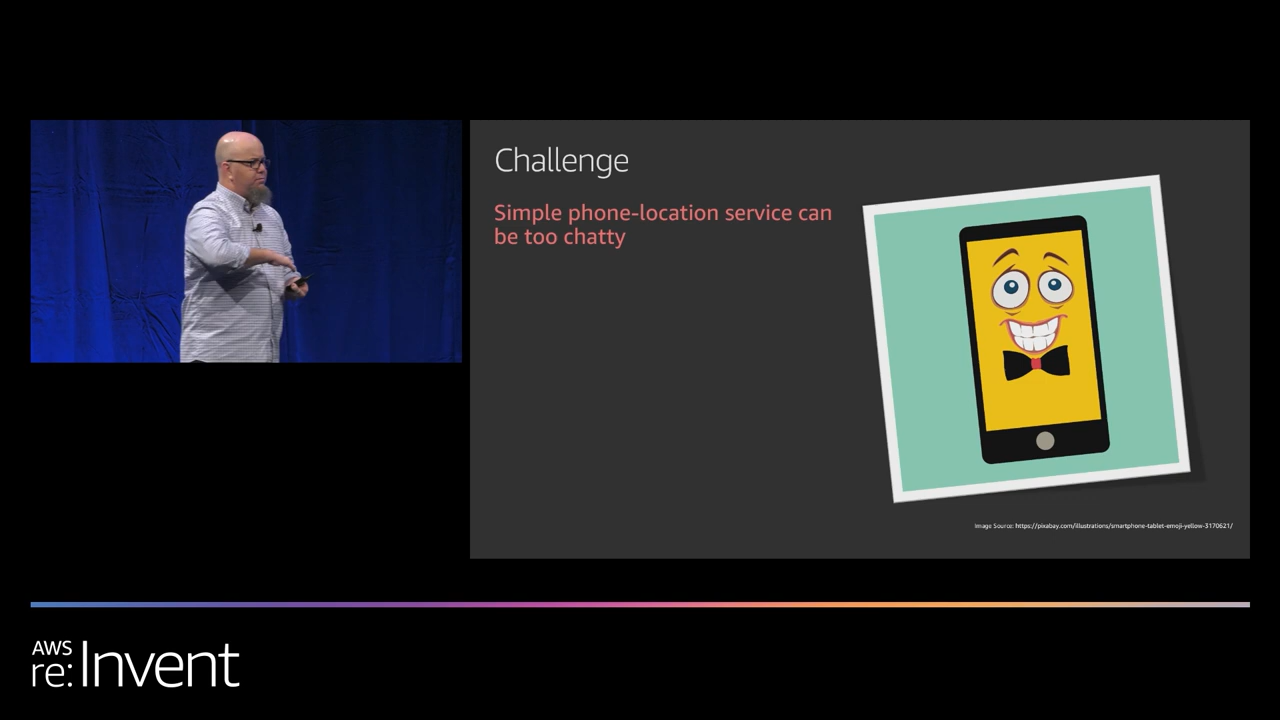 Challenge
Simple phone-location service can
be too chatty
Image Source: https://pixabay.com/illustrations/smartphone-tablet-emoji-yellow-3170621/
AWS
re:Invent